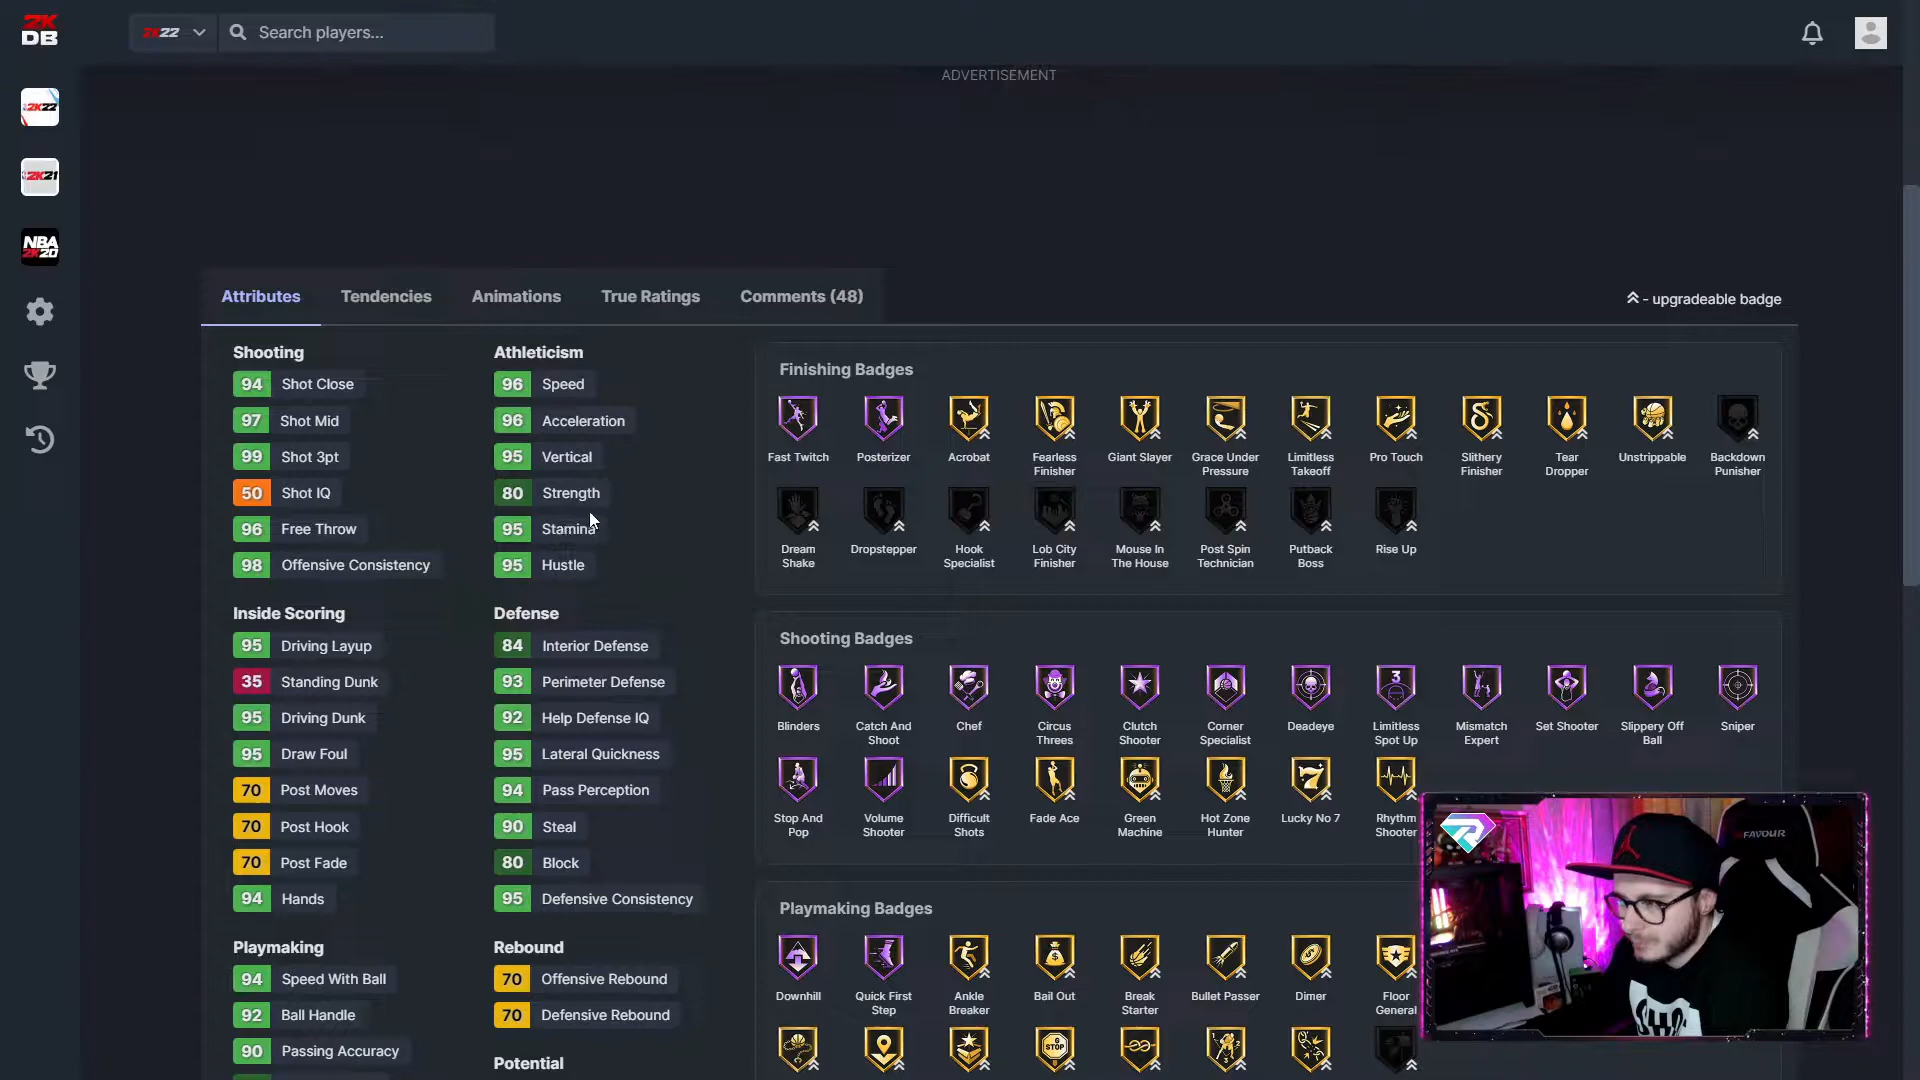 2K
DB
2K22
Search players...
2K22
2K21
NBA
2K20
ADVERTISEMENT
Attributes
Tendencies
Animations
True Ratings
Comments (48)
- upgradeable badge
Shooting
94 Shot Close
97 Shot Mid
99 Shot 3pt
50 Shot IQ
96 Free Throw
98 Offensive Consistency
Inside Scoring
95 Driving Layup
35 Standing Dunk
95 Driving Dunk
95 Draw Foul
70 Post Moves
70 Post Hook
70 Post Fade
94 Hands
Playmaking
94 Speed With Ball
92 Ball Handle
90 Passing Accuracy
Athleticism
96 Speed
96 Acceleration
95 Vertical
80 Strength
95 Stamina
95 Hustle
Defense
84 Interior Defense
93 Perimeter Defense
92 Help Defense IQ
95 Lateral Quickness
94 Pass Perception
90 Steal
80 Block
95 Defensive Consistency
Rebound
70 Offensive Rebound
70 Defensive Rebound
Potential
Finishing Badges
Fast Twitch
Posterizer
Acrobat
Fearless
Finisher
Giant Slayer
Grace Under
Pressure
Limitless
Takeoff
Pro Touch
Slithery
Finisher
Tear
Dropper
Unstrippable
Backdown
Punisher
Dream
Shake
Dropstepper
Hook
Specialist
Lob City
Finisher
Mouse In
The House
Post Spin
Technician
Putback
Boss
Rise Up
Shooting Badges
Blinders
Catch And
Shoot
Chef
Circus
Threes
Clutch
Shooter
Corner
Specialist
Deadeye
3
Limitless
Spot Up
Mismatch
Expert
Set Shooter
Slippery Off
Ball
Sniper
Stop And
Pop
Volume
Shooter
Difficult
Shots
Fade Ace
Green
Machine
Hot Zone
Hunter
7
Lucky No 7
Rhythm
Shooter
Playmaking Badges
Downhill
Quick First
Step
Ankle
Breaker
$
Bail Out
Break
Starter
Bullet Passer
Dimer
Floor
General
STOP
FAVOUR